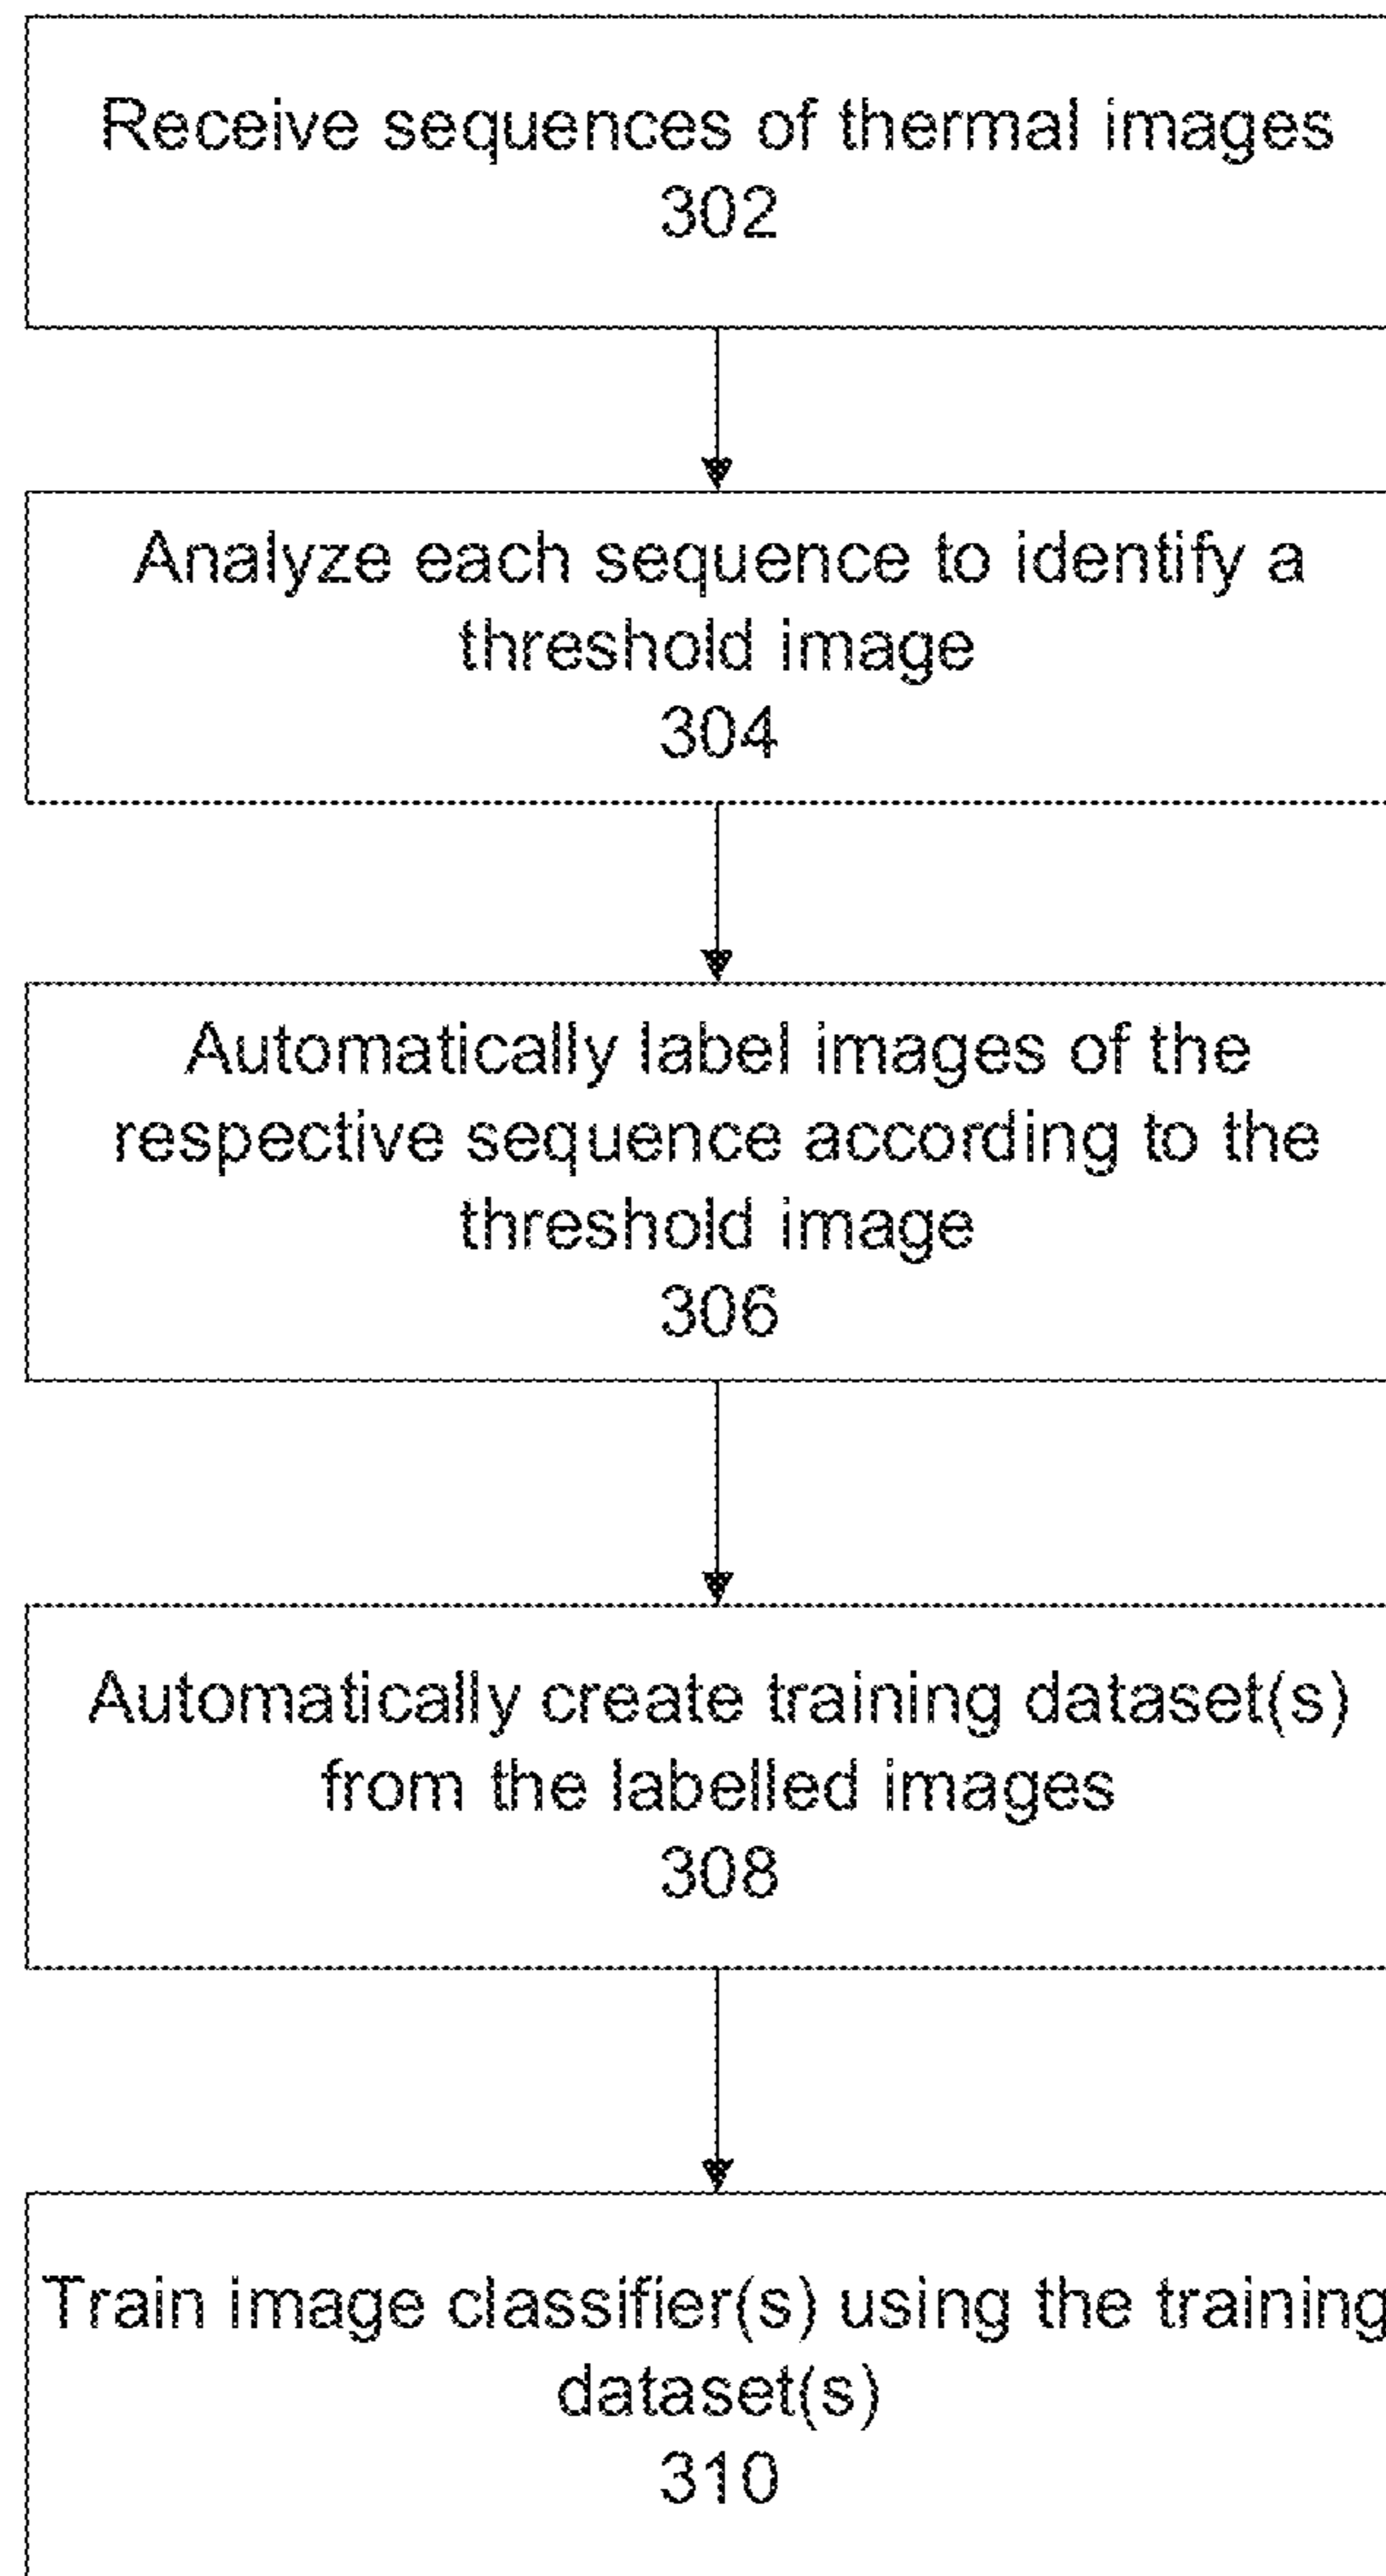 Receive sequences of thermal images
302
Analyze each sequence to identify a
threshold image
304
Automatically label images of the
respective sequence according to the
threshold image
306
Automatically create training dataset(s)
from the labelled images
308
Train image classifier(s) using the training
dataset(s)
310